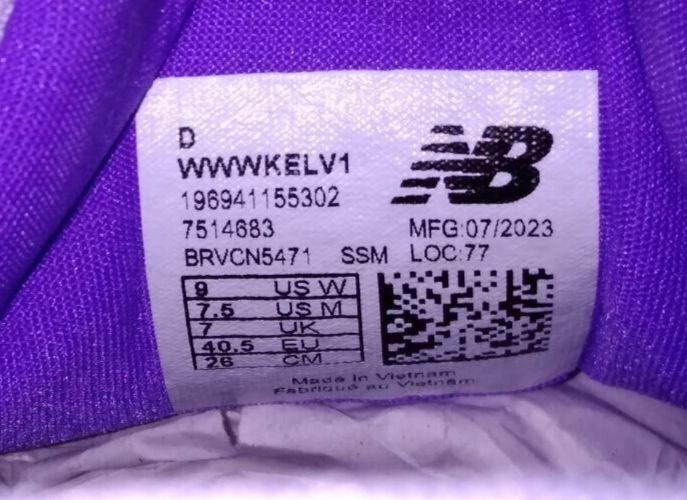 D
WWWKELV1
196941155302
7514683
BRVCN5471 SSM
NB
MFG:07/2023
LOC:77
9 US W
7.5 US M
7 UK
40.5 EU
26 CM
Made in Vietnam
Fabriqué au Vietnam